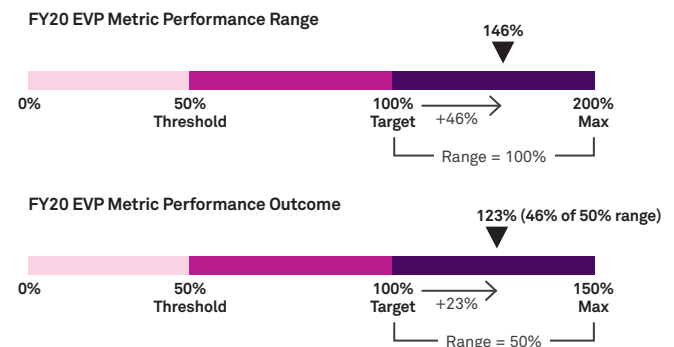 FY20 EVP Metric Performance Range
146%
0% 50% 100% 200%
Threshold Target +46% Max
Range = 100%
FY20 EVP Metric Performance Outcome
123% (46% of 50% range)
0% 50% 100% 150%
Threshold Target +23% Max
Range = 50%